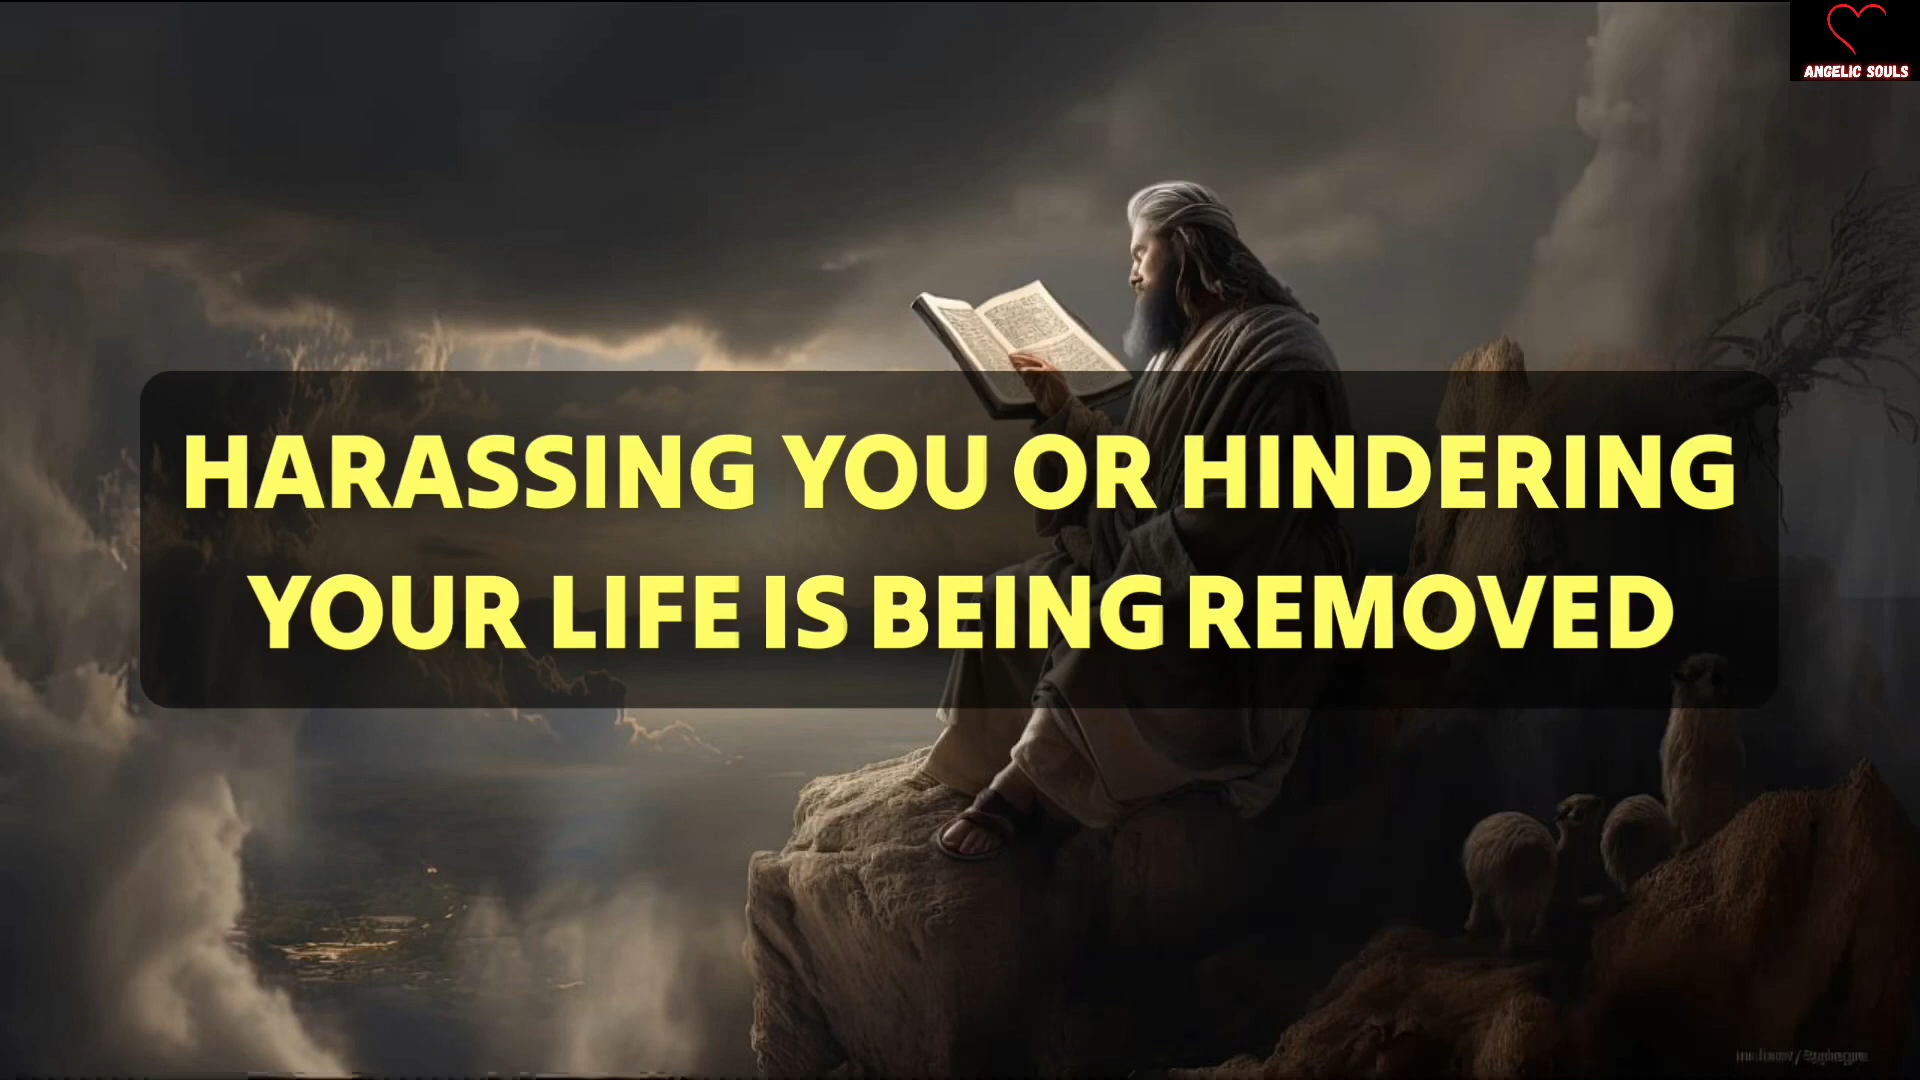 ANGELIC SOULS
HARASSING YOU OR HINDERING
YOUR LIFE IS BEING REMOVED